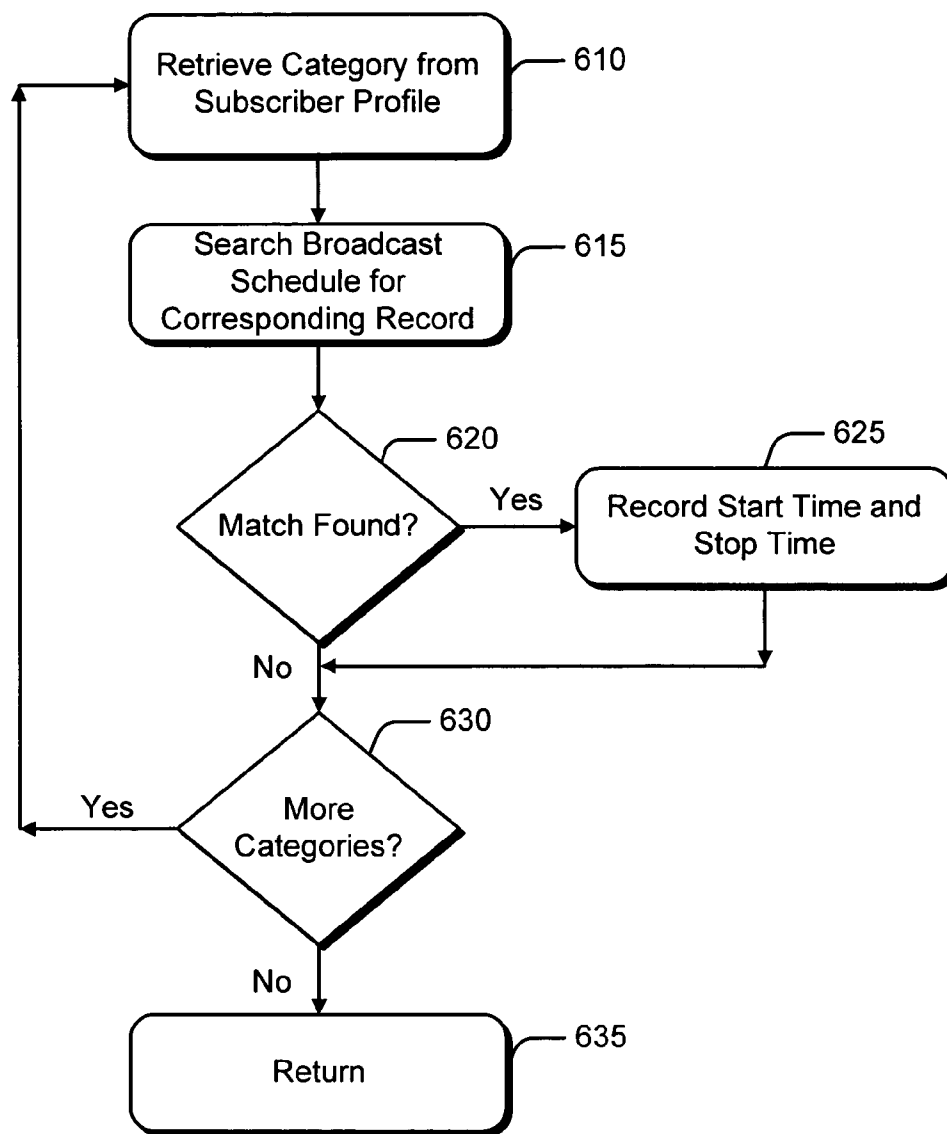 Retrieve Category from
Subscriber Profile
610
Search Broadcast
Schedule for
Corresponding Record
615
620
Match Found?
Yes
625
Record Start Time and
Stop Time
No
630
More
Categories?
Yes
No
Return
635